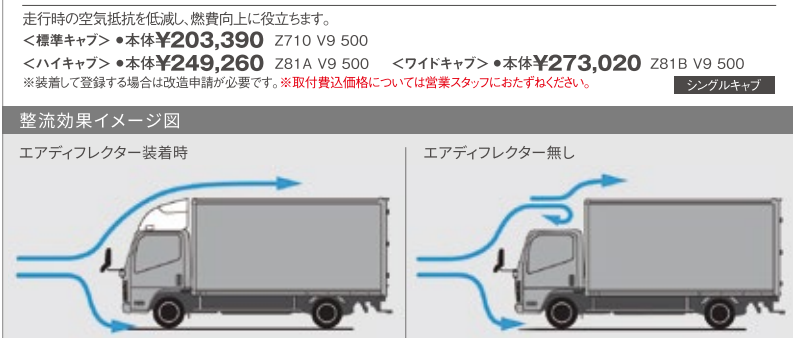 走行時の空気抵抗を低減し、燃費向上に役立ちます。
＜標準キャブ＞ ●本体¥203,390 Z710 V9 500
＜ハイキャブ＞ ●本体¥249,260 Z81A V9 500 ＜ワイドキャブ＞ ●本体¥273,020 Z81B V9 500
※装着して登録する場合は改造申請が必要です。※取付費込価格については営業スタッフにおたずねください。
シングルキャブ
整流効果イメージ図
エアディフレクター装着時
エアディフレクター無し